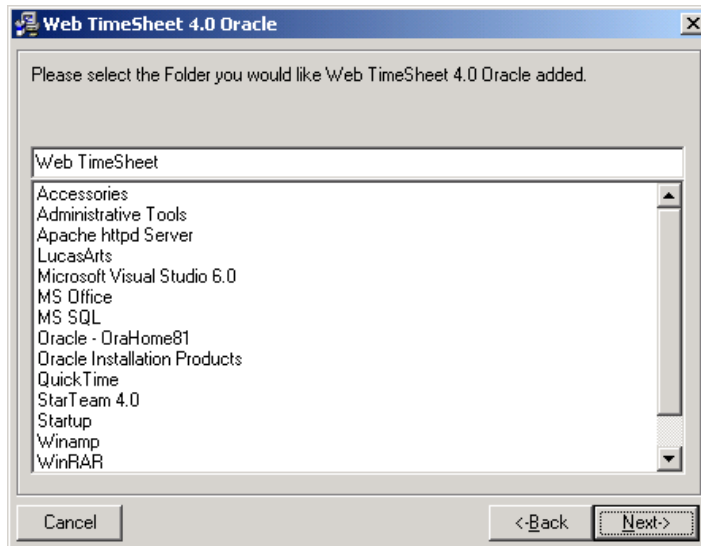 Web TimeSheet 4.0 Oracle
Please select the Folder you would like Web TimeSheet 4.0 Oracle added.
Web TimeSheet
Accessories
Administrative Tools
Apache httpd Server
LucasArts
Microsoft Visual Studio 6.0
MS Office
MS SQL
Oracle - OraHome81
Oracle Installation Products
QuickTime
StarTeam 4.0
Startup
Winamp
WinRAR
Cancel
<-Back
Next->